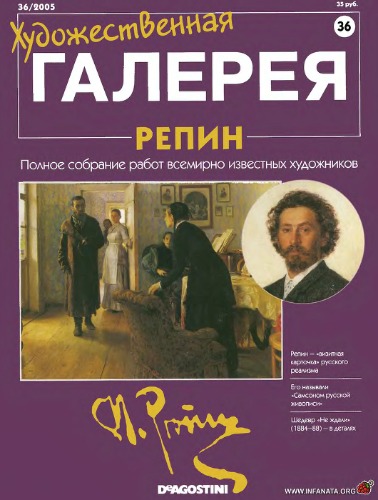 36/2005
35 руб.
Художественная
36
ГАЛЕРЕЯ
РЕПИН
Полное собрание работ всемирно известных художников
Репин – «визитная
карточка» русского
реализма
Его называли
«Самсоном русской
живописи»
Шедевр «Не ждали»
(1884–88) – в деталях
И. Репин
DeAGOSTINI
WWW.INFANATA.ORG